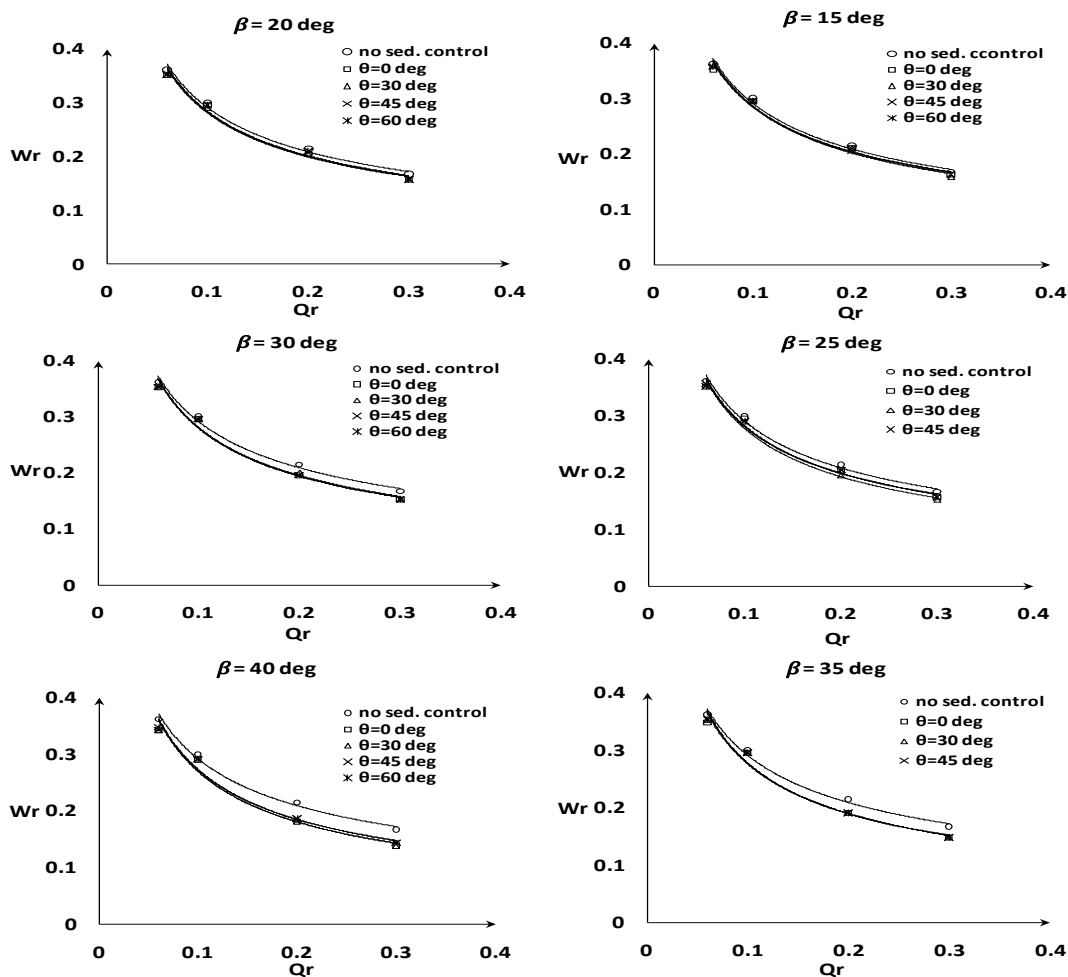 β = 20 deg
0.4
0.3
Wr 0.2
0.1
0
0 0.1 0.2 0.3 0.4
Qr
no sed. control
θ=0 deg
θ=30 deg
θ=45 deg
θ=60 deg
β = 15 deg
0.4
0.3
Wr 0.2
0.1
0
0 0.1 0.2 0.3 0.4
Qr
no sed. ccontrol
θ=0 deg
θ=30 deg
θ=45 deg
θ=60 deg
β = 30 deg
0.4
0.3
Wr 0.2
0.1
0
0 0.1 0.2 0.3 0.4
Qr
no sed. control
θ=0 deg
θ=30 deg
θ=45 deg
θ=60 deg
β = 25 deg
0.4
0.3
Wr 0.2
0.1
0
0 0.1 0.2 0.3 0.4
Qr
no sed. control
θ=0 deg
θ=30 deg
θ=45 deg
β = 40 deg
0.4
0.3
Wr 0.2
0.1
0
0 0.1 0.2 0.3 0.4
Qr
no sed. control
θ=0 deg
θ=30 deg
θ=45 deg
θ=60 deg
β = 35 deg
0.4
0.3
Wr 0.2
0.1
0
0 0.1 0.2 0.3 0.4
Qr
no sed. control
θ=0 deg
θ=30 deg
θ=45 deg